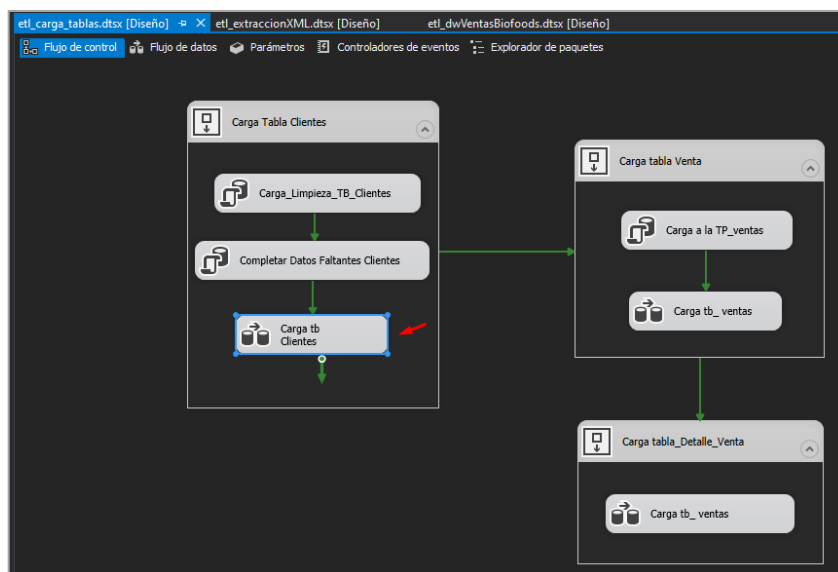 etl_carga_tablas.dtsx [Diseño]
etl_extraccionXML.dtsx [Diseño]
etl_dwVentasBiofoods.dtsx [Diseño]
Flujo de control
Flujo de datos
Parámetros
Controladores de eventos
Explorador de paquetes
Carga Tabla Clientes
Carga_Limpieza_TB_Clientes
Completar Datos Faltantes Clientes
Carga tb
Clientes
Carga tabla Venta
Carga a la TP_ventas
Carga tb_ ventas
Carga tabla_Detalle_Venta
Carga tb_ ventas